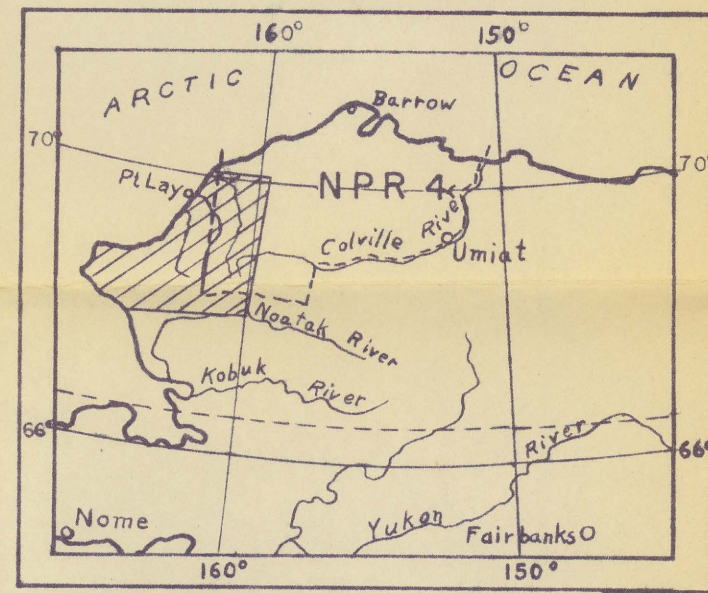 160°
150°
ARCTIC
OCEAN
Barrow
70°
70°
Pt Lay
NPR 4
River
Colville
Umiat
Noatak River
Kobuk River
66°
66°
River
Nome
Yukon
Fairbanks
160°
150°